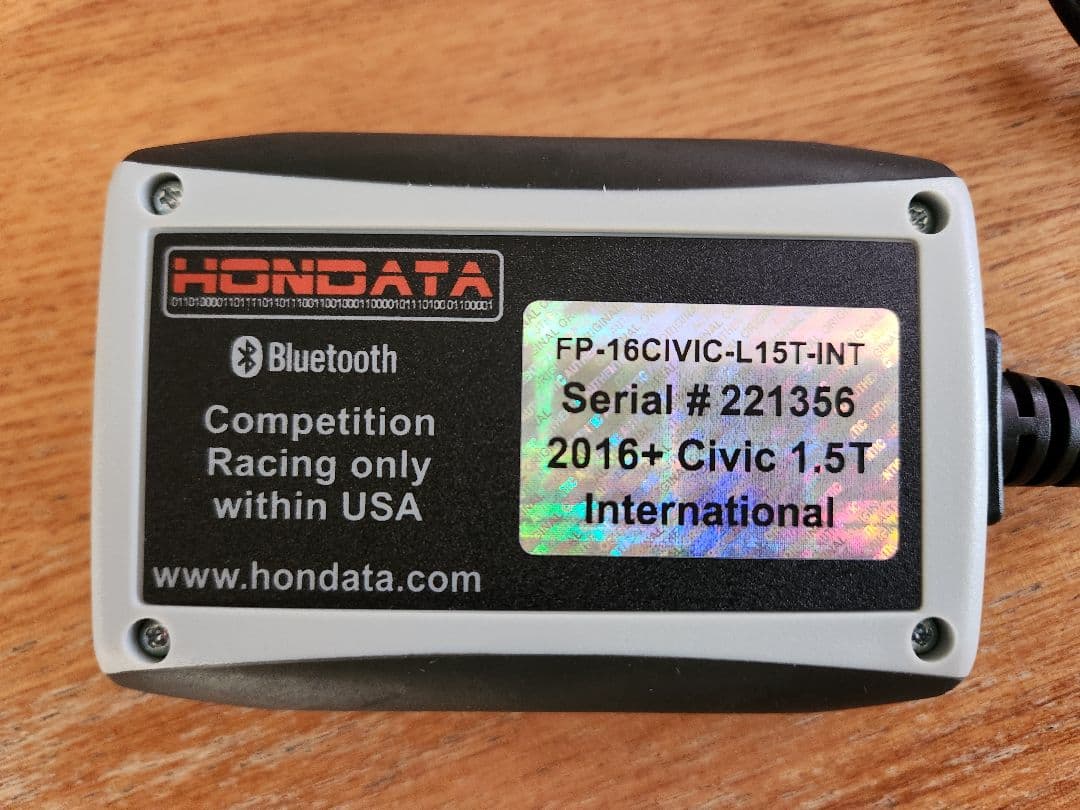 HONDATA
Bluetooth
Competition
Racing only
within USA
www.hondata.com
FP-16CIVIC-L15T-INT
Serial # 221356
2016+ Civic 1.5T
International